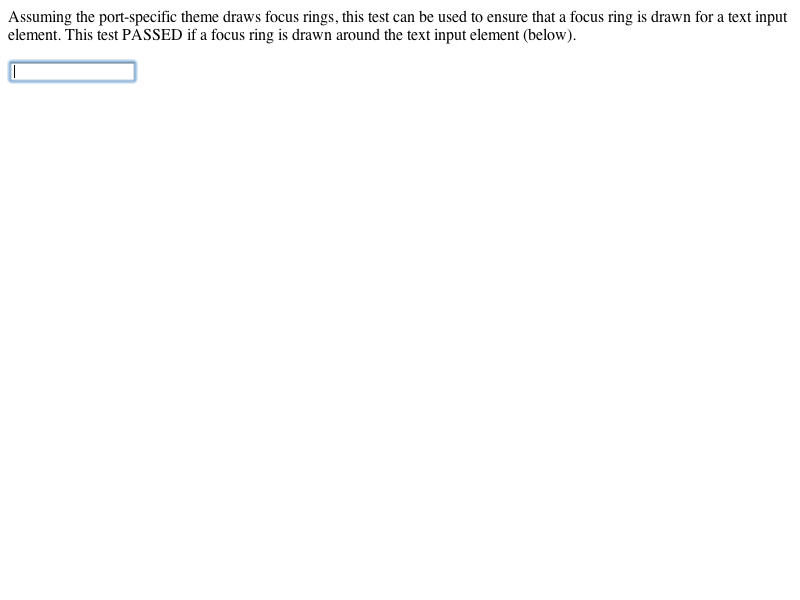 Assuming the port-specific theme draws focus rings, this test can be used to ensure that a focus ring is drawn for a text input
element. This test PASSED if a focus ring is drawn around the text input element (below).